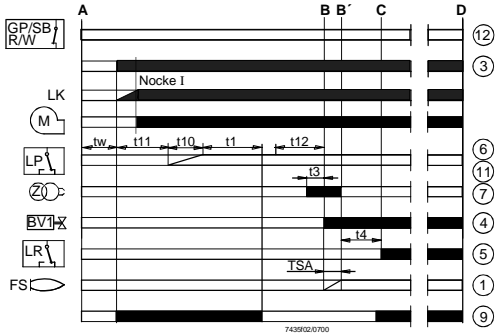 A B B´ C D
GP/SB
R/W
12
3
Nocke I
LK
M
tw t11 t10 t1 t12
LP
6
11
t3
Z
7
BV1
4
t4
LR
5
TSA
FS
1
9
7435f02/0700